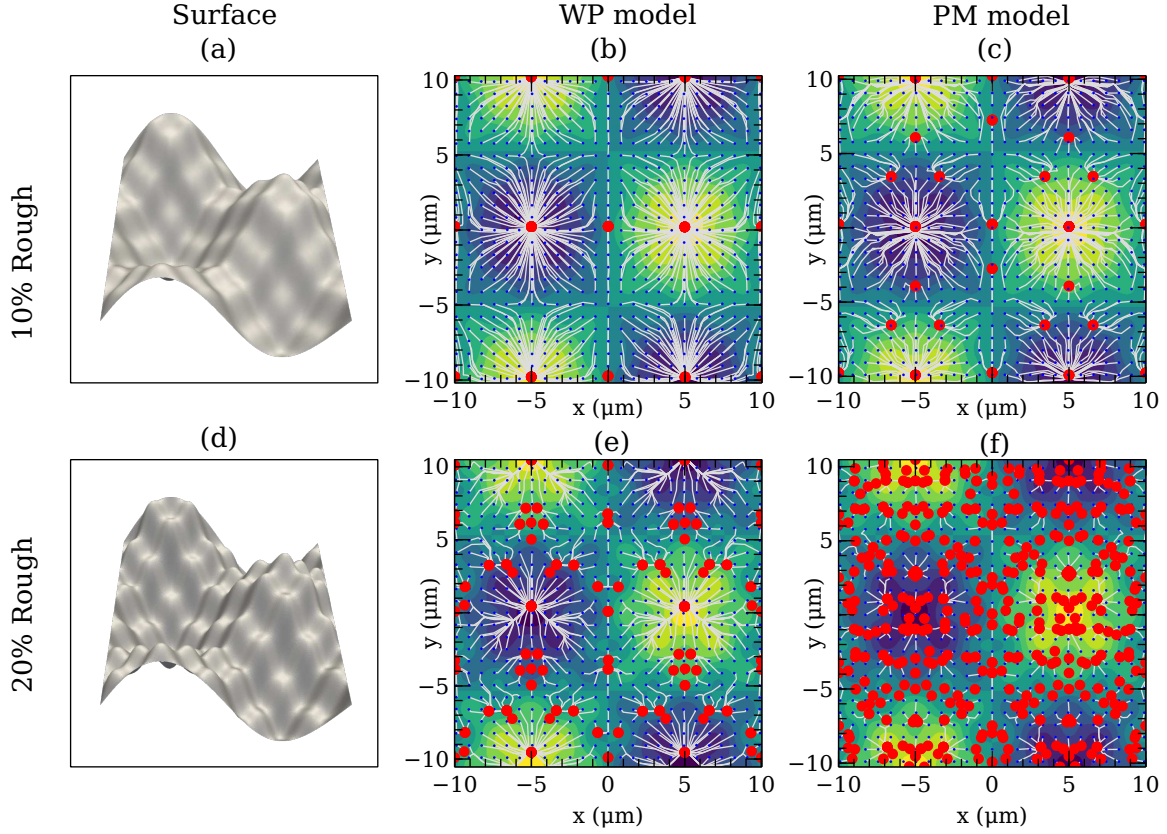 Surface WP model PM model
(a) (b) (c)
10% Rough
y (μm) y (μm)
10 10
5 5
0 0
−5 −5
−10 −10
−10 −5 0 5 10 −10 −5 0 5 10
x (μm) x (μm)
(d) (e) (f)
20% Rough
y (μm) y (μm)
10 10
5 5
0 0
−5 −5
−10 −10
−10 −5 0 5 10 −10 −5 0 5 10
x (μm) x (μm)